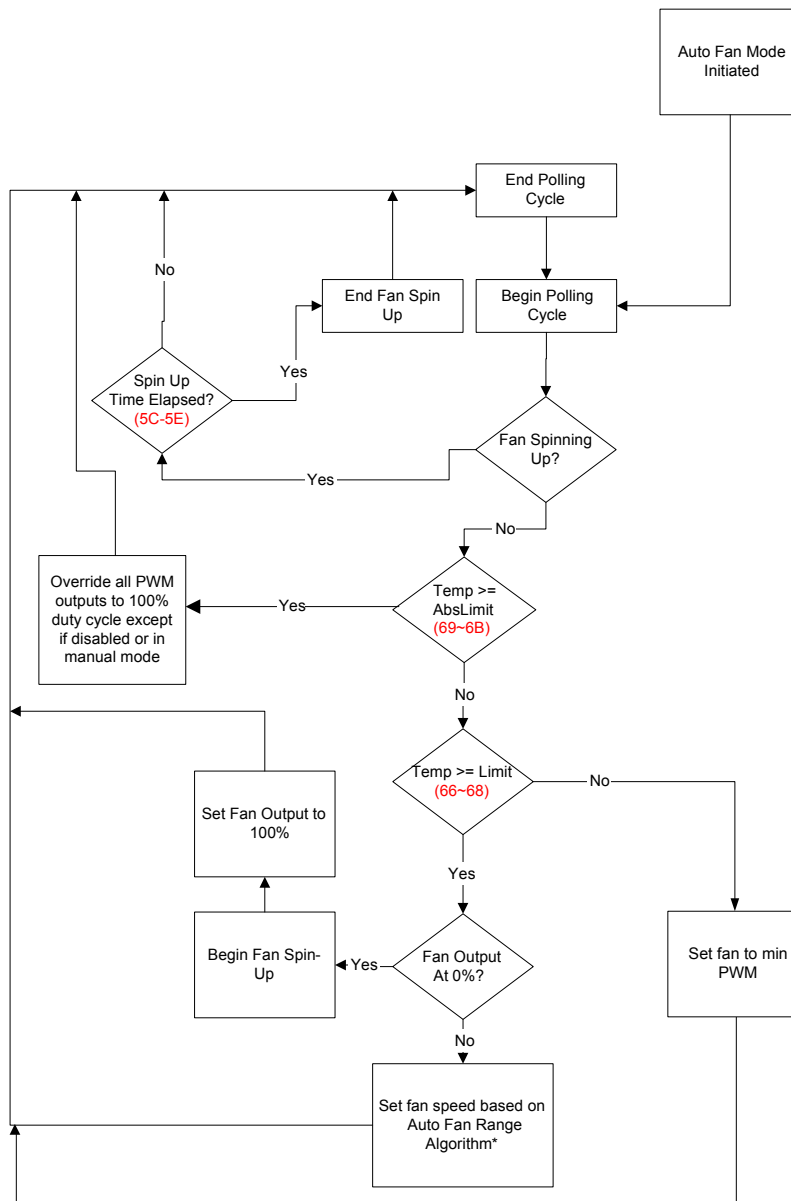 Auto Fan Mode
Initiated
End Polling
Cycle
No
End Fan Spin
Up
Begin Polling
Cycle
Spin Up
Time Elapsed?
(5C-5E)
Yes
Fan Spinning
Up?
Yes
No
Override all PWM
outputs to 100%
duty cycle except
if disabled or in
manual mode
Yes
Temp >=
AbsLimit
(69~6B)
No
Temp >= Limit
(66~68)
No
Set Fan Output to
100%
Yes
Begin Fan Spin-
Up
Yes
Fan Output
At 0%?
Set fan to min
PWM
No
Set fan speed based on
Auto Fan Range
Algorithm*